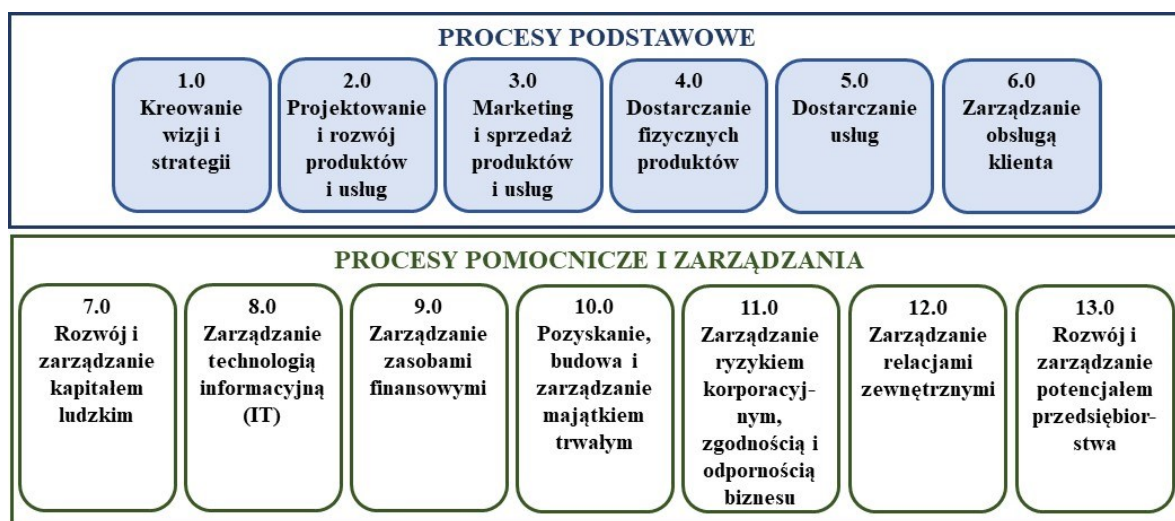 PROCESY PODSTAWOWE
1.0
Kreowanie
wizji i
strategii
2.0
Projektowanie
i rozwój
produktów
i usług
3.0
Marketing
i sprzedaż
produktów
i usług
4.0
Dostarczanie
fizycznych
produktów
5.0
Dostarczanie
usług
6.0
Zarządzanie
obsługą
klienta
PROCESY POMOCNICZE I ZARZĄDZANIA
7.0
Rozwój i
zarządzanie
kapitałem
ludzkim
8.0
Zarządzanie
technologią
informacyjną
(IT)
9.0
Zarządzanie
zasobami
finansowymi
10.0
Pozyskanie,
budowa i
zarządzanie
majątkiem
trwałym
11.0
Zarządzanie
ryzykiem
korporacyj-
nym,
zgodnością i
odpornością
biznesu
12.0
Zarządzanie
relacjami
zewnętrznymi
13.0
Rozwój i
zarządzanie
potencjałem
przedsiębior-
stwa